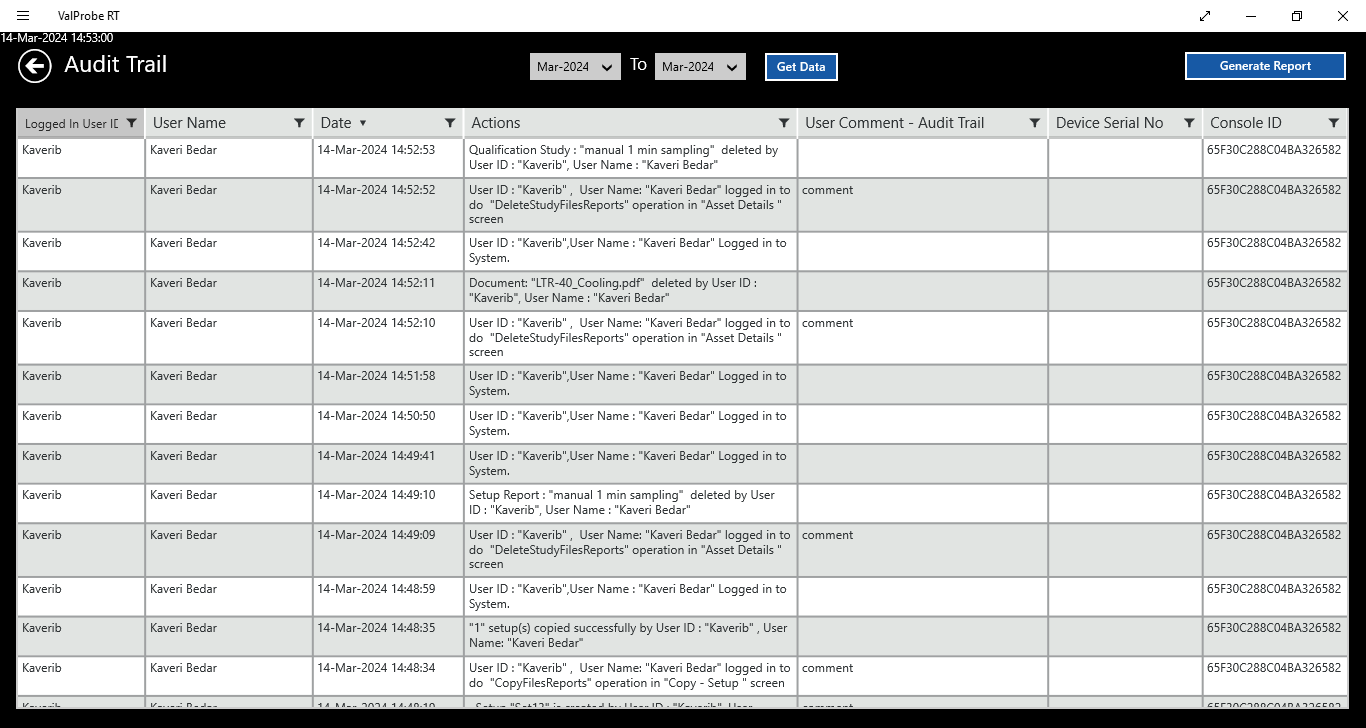 ValProbe RT
14-Mar-2024 14:53:00
Audit Trail
Mar-2024 To Mar-2024 Get Data
Generate Report
Logged In User ID User Name Date Actions User Comment - Audit Trail Device Serial No Console ID
Kaverib Kaveri Bedar 14-Mar-2024 14:52:53 Qualification Study : "manual 1 min sampling"  deleted by 65F30C288C04BA326582
User ID : "Kaverib", User Name : "Kaveri Bedar"
Kaverib Kaveri Bedar 14-Mar-2024 14:52:52 User ID : "Kaverib" ,  User Name: "Kaveri Bedar" logged in to comment 65F30C288C04BA326582
do  "DeleteStudyFilesReports" operation in "Asset Details "
screen
Kaverib Kaveri Bedar 14-Mar-2024 14:52:42 User ID : "Kaverib",User Name : "Kaveri Bedar" Logged in to 65F30C288C04BA326582
System.
Kaverib Kaveri Bedar 14-Mar-2024 14:52:11 Document: "LTR-40_Cooling.pdf"  deleted by User ID : 65F30C288C04BA326582
"Kaverib", User Name : "Kaveri Bedar"
Kaverib Kaveri Bedar 14-Mar-2024 14:52:10 User ID : "Kaverib" ,  User Name: "Kaveri Bedar" logged in to comment 65F30C288C04BA326582
do  "DeleteStudyFilesReports" operation in "Asset Details "
screen
Kaverib Kaveri Bedar 14-Mar-2024 14:51:58 User ID : "Kaverib",User Name : "Kaveri Bedar" Logged in to 65F30C288C04BA326582
System.
Kaverib Kaveri Bedar 14-Mar-2024 14:50:50 User ID : "Kaverib",User Name : "Kaveri Bedar" Logged in to 65F30C288C04BA326582
System.
Kaverib Kaveri Bedar 14-Mar-2024 14:49:41 User ID : "Kaverib",User Name : "Kaveri Bedar" Logged in to 65F30C288C04BA326582
System.
Kaverib Kaveri Bedar 14-Mar-2024 14:49:10 Setup Report : "manual 1 min sampling"  deleted by User 65F30C288C04BA326582
ID : "Kaverib", User Name : "Kaveri Bedar"
Kaverib Kaveri Bedar 14-Mar-2024 14:49:09 User ID : "Kaverib" ,  User Name: "Kaveri Bedar" logged in to comment 65F30C288C04BA326582
do  "DeleteStudyFilesReports" operation in "Asset Details "
screen
Kaverib Kaveri Bedar 14-Mar-2024 14:48:59 User ID : "Kaverib",User Name : "Kaveri Bedar" Logged in to 65F30C288C04BA326582
System.
Kaverib Kaveri Bedar 14-Mar-2024 14:48:35 "1" setup(s) copied successfully by User ID : "Kaverib" , User 65F30C288C04BA326582
Name: "Kaveri Bedar"
Kaverib Kaveri Bedar 14-Mar-2024 14:48:34 User ID : "Kaverib" ,  User Name: "Kaveri Bedar" logged in to comment 65F30C288C04BA326582
do  "CopyFilesReports" operation in "Copy - Setup " screen